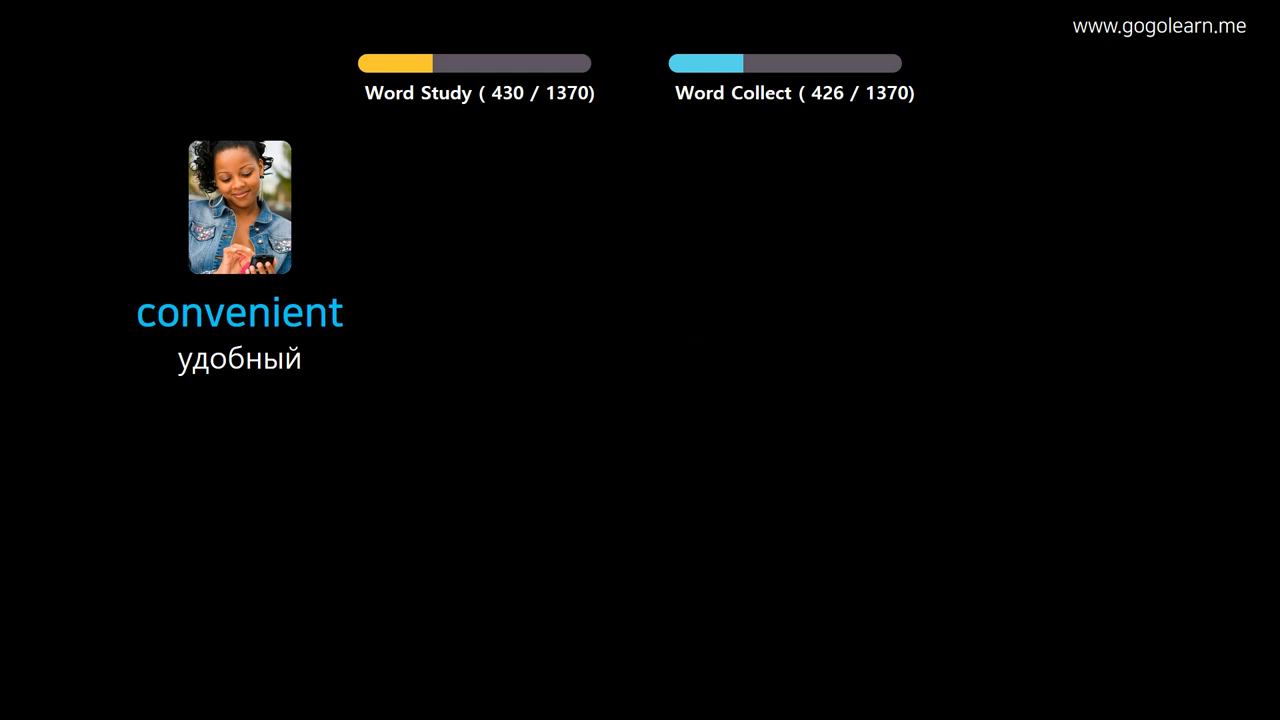 www.gogolearn.me
Word Study ( 430 / 1370)
Word Collect ( 426 / 1370)
convenient
удобный